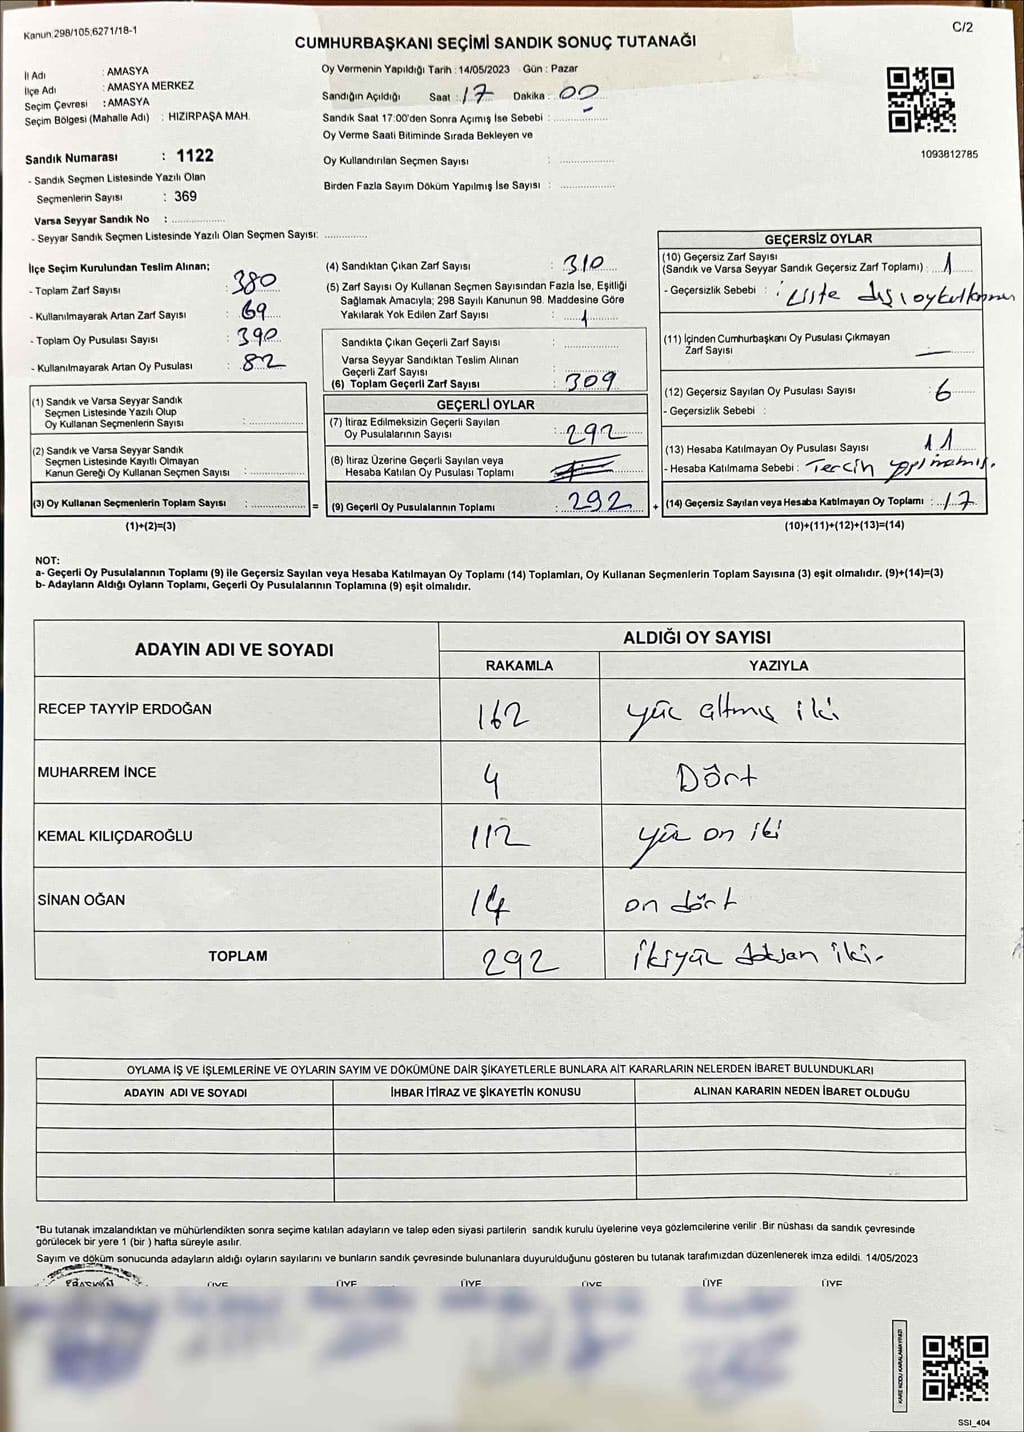 Kanun.298/105,6271/18-1
C/2
CUMHURBAŞKANI SEÇİMİ SANDIK SONUÇ TUTANAĞI
İl Adı : AMASYA
İlçe Adı : AMASYA MERKEZ
Seçim Çevresi : AMASYA
Seçim Bölgesi (Mahalle Adı) : HIZIRPAŞA MAH.
Sandık Numarası : 1122
- Sandık Seçmen Listesinde Yazılı Olan
Seçmenlerin Sayısı : 369
Varsa Seyyar Sandık No : ................
- Seyyar Sandık Seçmen Listesinde Yazılı Olan Seçmen Sayısı: .............
Oy Vermenin Yapıldığı Tarih : 14/05/2023 Gün : Pazar
Sandığın Açıldığı Saat : 17 Dakika : 00
Sandık Saat 17:00'den Sonra Açımış İse Sebebi : ................
Oy Verme Saati Bitiminde Sırada Bekleyen ve
Oy Kullandırılan Seçmen Sayısı : ................
Birden Fazla Sayım Döküm Yapılmış İse Sayısı : ................
1093812785
İlçe Seçim Kurulundan Teslim Alınan;
- Toplam Zarf Sayısı : 380
- Kullanılmayarak Artan Zarf Sayısı : 69
- Toplam Oy Pusulası Sayısı : 390
- Kullanılmayarak Artan Oy Pusulası : 82
(1) Sandık ve Varsa Seyyar Sandık
Seçmen Listesinde Yazılı Olup
Oy Kullanan Seçmenlerin Sayısı : ................
(2) Sandık ve Varsa Seyyar Sandık
Seçmen Listesinde Kayıtlı Olmayan
Kanun Gereği Oy Kullanan Seçmen Sayısı : ................
(3) Oy Kullanan Seçmenlerin Toplam Sayısı : ................ =
(1)+(2)=(3)
(4) Sandıktan Çıkan Zarf Sayısı : 310
(5) Zarf Sayısı Oy Kullanan Seçmen Sayısından Fazla İse, Eşitliği
Sağlamak Amacıyla; 298 Sayılı Kanunun 98. Maddesine Göre
Yakılarak Yok Edilen Zarf Sayısı : 1
Sandıkta Çıkan Geçerli Zarf Sayısı : ................
Varsa Seyyar Sandıktan Teslim Alınan
Geçerli Zarf Sayısı : ................
(6) Toplam Geçerli Zarf Sayısı : 309
GEÇERLİ OYLAR
(7) İtiraz Edilmeksizin Geçerli Sayılan
Oy Pusulalarının Sayısı : 292
(8) İtiraz Üzerine Geçerli Sayılan veya
Hesaba Katılan Oy Pusulası Toplamı :
(9) Geçerli Oy Pusulalarının Toplamı : 292 +
GEÇERSİZ OYLAR
(10) Geçersiz Zarf Sayısı
(Sandık ve Varsa Seyyar Sandık Geçersiz Zarf Toplamı) : 1
- Geçersizlik Sebebi : Liste dışı oy
(11) İçinden Cumhurbaşkanı Oy Pusulası Çıkmayan
Zarf Sayısı : —
(12) Geçersiz Sayılan Oy Pusulası Sayısı : 6
- Geçersizlik Sebebi :
(13) Hesaba Katılmayan Oy Pusulası Sayısı : 11
- Hesaba Katılmama Sebebi : Tercih yapılmamış.
(14) Geçersiz Sayılan veya Hesaba Katılmayan Oy Toplamı : 17
(10)+(11)+(12)+(13)=(14)
NOT:
a- Geçerli Oy Pusulalarının Toplamı (9) ile Geçersiz Sayılan veya Hesaba Katılmayan Oy Toplamı (14) Toplamları, Oy Kullanan Seçmenlerin Toplam Sayısına (3) eşit olmalıdır. (9)+(14)=(3)
b- Adayların Aldığı Oyların Toplamı, Geçerli Oy Pusulalarının Toplamına (9) eşit olmalıdır.
ADAYIN ADI VE SOYADI
ALDIĞI OY SAYISI
RAKAMLA YAZIYLA
RECEP TAYYİP ERDOĞAN 162 yüz altmış iki
MUHARREM İNCE 4 Dört
KEMAL KILIÇDAROĞLU 112 yüz on iki
SİNAN OĞAN 14 on dört
TOPLAM 292 ikiyüz doksan iki.
OYLAMA İŞ VE İŞLEMLERİNE VE OYLARIN SAYIM VE DÖKÜMÜNE DAİR ŞİKAYETLERLE BUNLARA AİT KARARLARIN NELERDEN İBARET BULUNDUKLARI
ADAYIN ADI VE SOYADI İHBAR İTİRAZ VE ŞİKAYETİN KONUSU ALINAN KARARIN NEDEN İBARET OLDUĞU
*Bu tutanak imzalandıktan ve mühürlendikten sonra seçime katılan adayların ve talep eden siyasi partilerin sandık kurulu üyelerine veya gözlemcilerine verilir .Bir nüshası da sandık çevresinde
görülecek bir yere 1 (bir ) hafta süreyle asılır.
Sayım ve döküm sonucunda adayların aldığı oyların sayılarını ve bunların sandık çevresinde bulunanlara duyurulduğunu gösteren bu tutanak tarafımızdan düzenlenerek imza edildi. 14/05/2023
BAŞKAN ÜYE ÜYE ÜYE ÜYE ÜYE ÜYE
KARE KODU KARALAMAYINIZ!
SSI_404